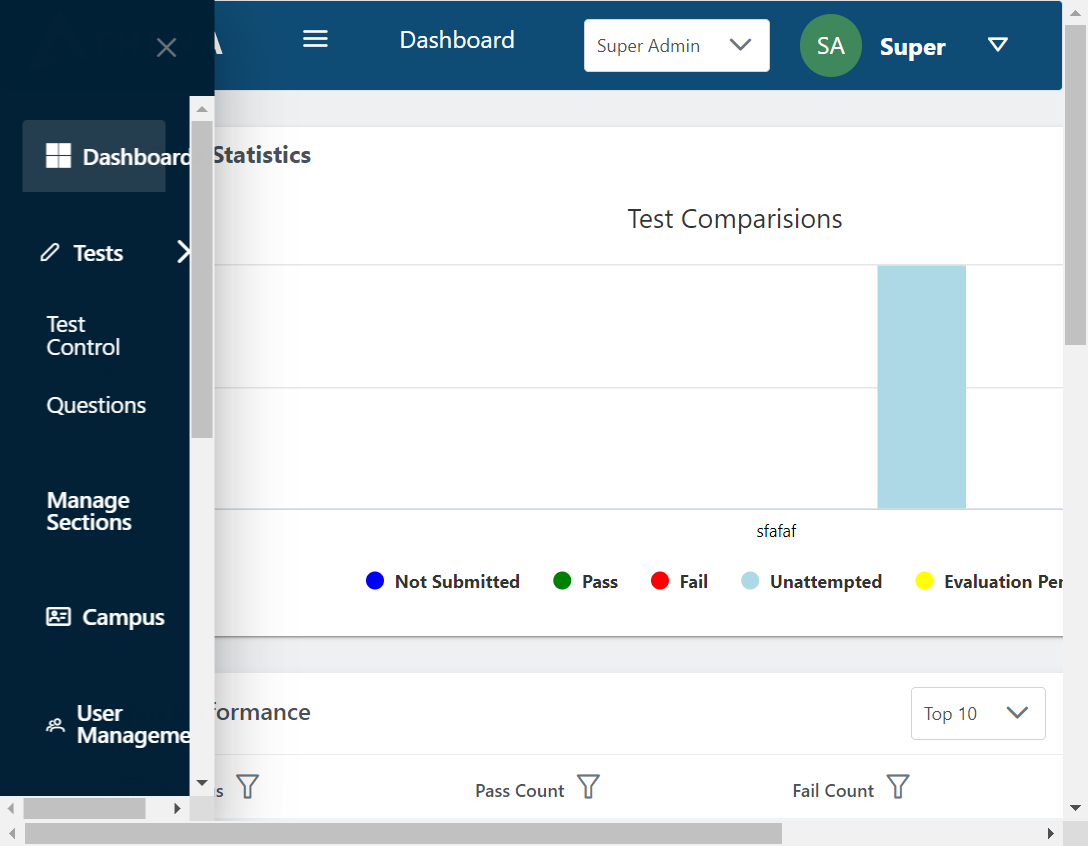 Dashboard
Super Admin
SA
Super
Dashboard
Statistics
Test Comparisions
Tests
Test
Control
Questions
Manage
Sections
sfafaf
Not Submitted
Pass
Fail
Unattempted
Evaluation Per
Campus
User
Manageme
formance
Top 10
s
Pass Count
Fail Count